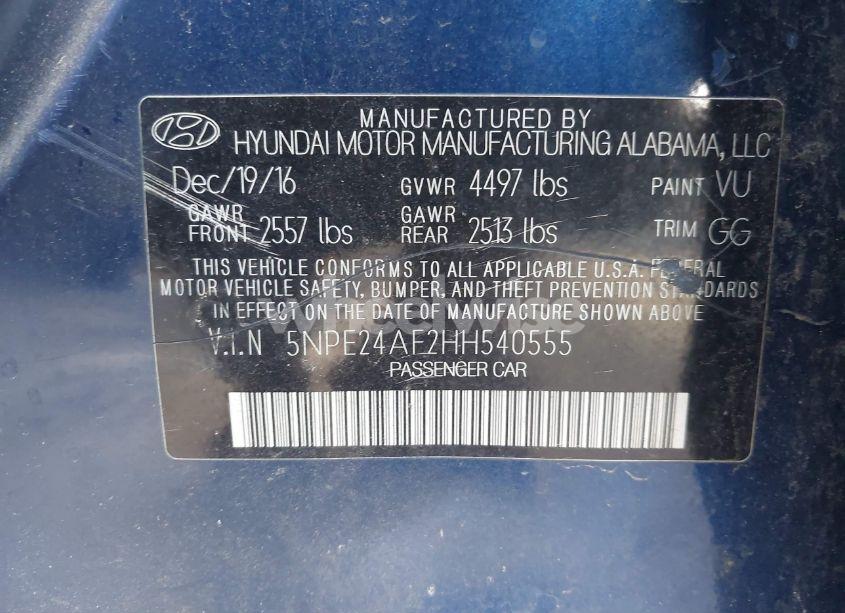 MANUFACTURED BY
HYUNDAI MOTOR MANUFACTURING ALABAMA, LLC
Dec/19/16 GVWR 4497 lbs PAINT VU
GAWR FRONT 2557 lbs GAWR REAR 2513 lbs TRIM GG
THIS VEHICLE CONFORMS TO ALL APPLICABLE U.S.A. FEDERAL
MOTOR VEHICLE SAFETY, BUMPER, AND THEFT PREVENTION STANDARDS
IN EFFECT ON THE DATE OF MANUFACTURE SHOWN ABOVE.
V.I.N 5NPE24AF2HH540555
PASSENGER CAR
WheelWise